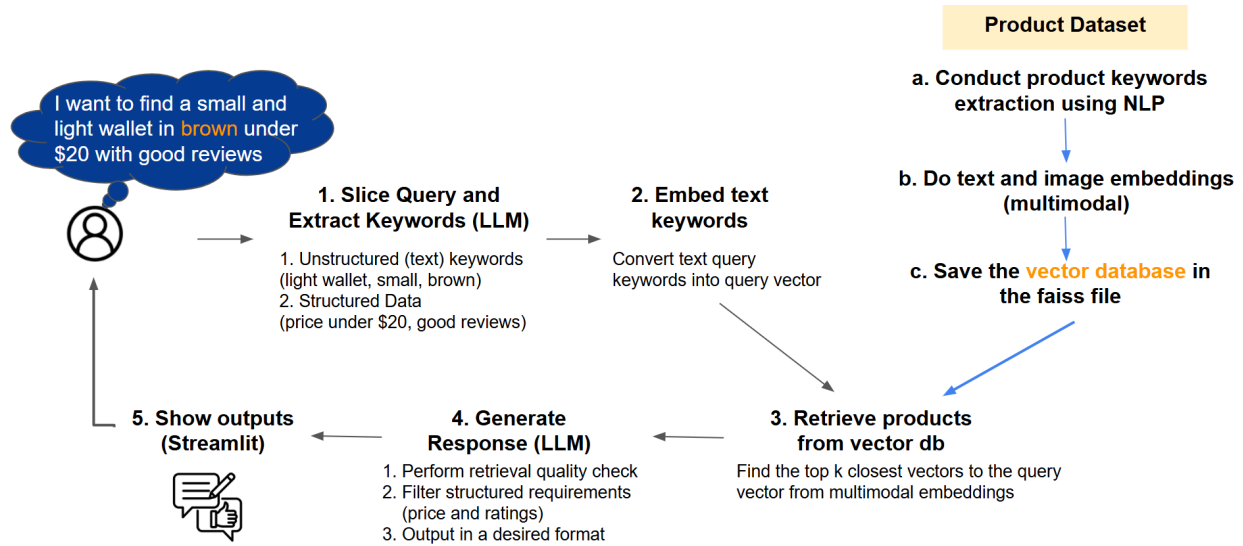 Product Dataset
a. Conduct product keywords
extraction using NLP
b. Do text and image embeddings
(multimodal)
c. Save the vector database in
the faiss file
I want to find a small and
light wallet in brown under
$20 with good reviews
1. Slice Query and
Extract Keywords (LLM)
1. Unstructured (text) keywords
(light wallet, small, brown)
2. Structured Data
(price under $20, good reviews)
2. Embed text
keywords
Convert text query
keywords into query vector
3. Retrieve products
from vector db
Find the top k closest vectors to the query
vector from multimodal embeddings
4. Generate
Response (LLM)
1. Perform retrieval quality check
2. Filter structured requirements
(price and ratings)
3. Output in a desired format
5. Show outputs
(Streamlit)